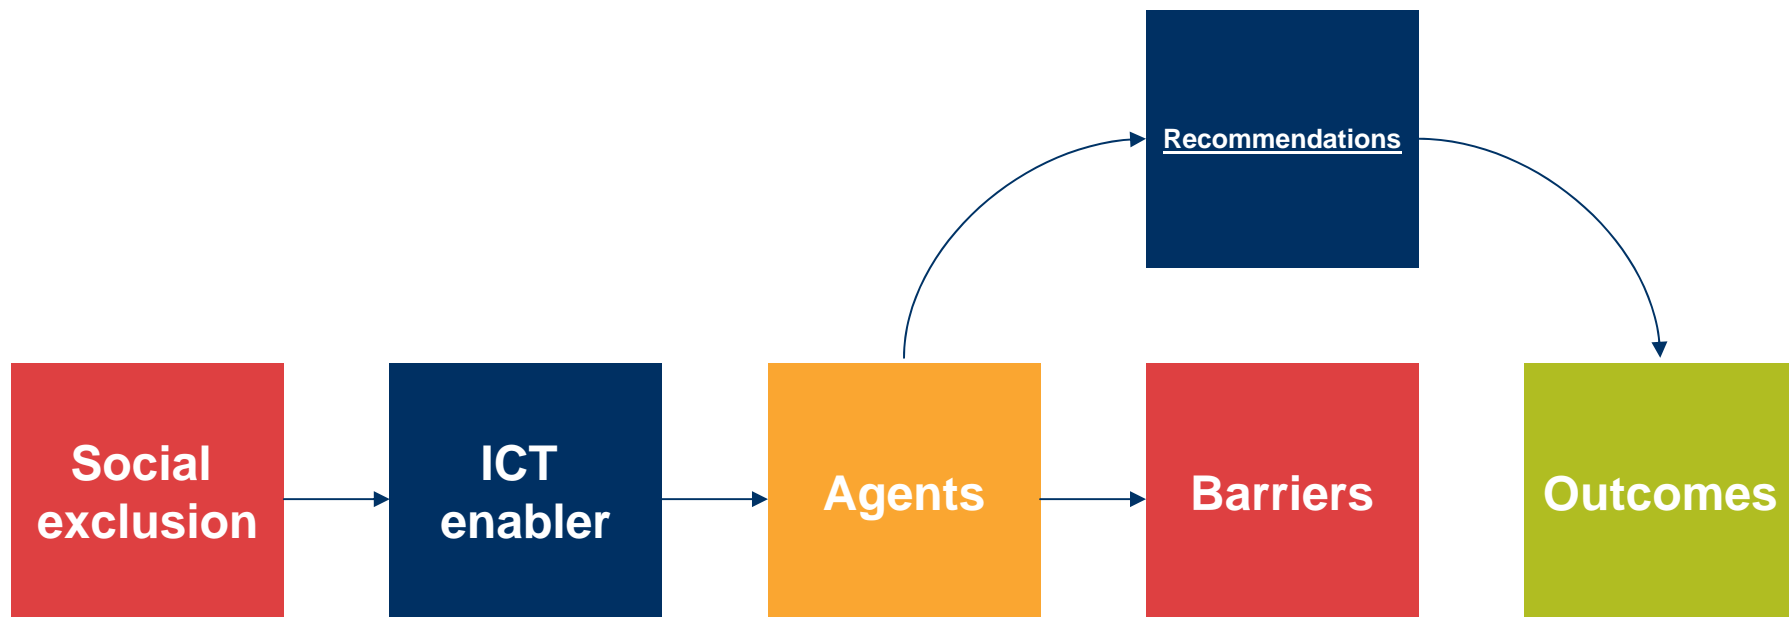 Recommendations
Social
exclusion
ICT
enabler
Agents
Barriers
Outcomes